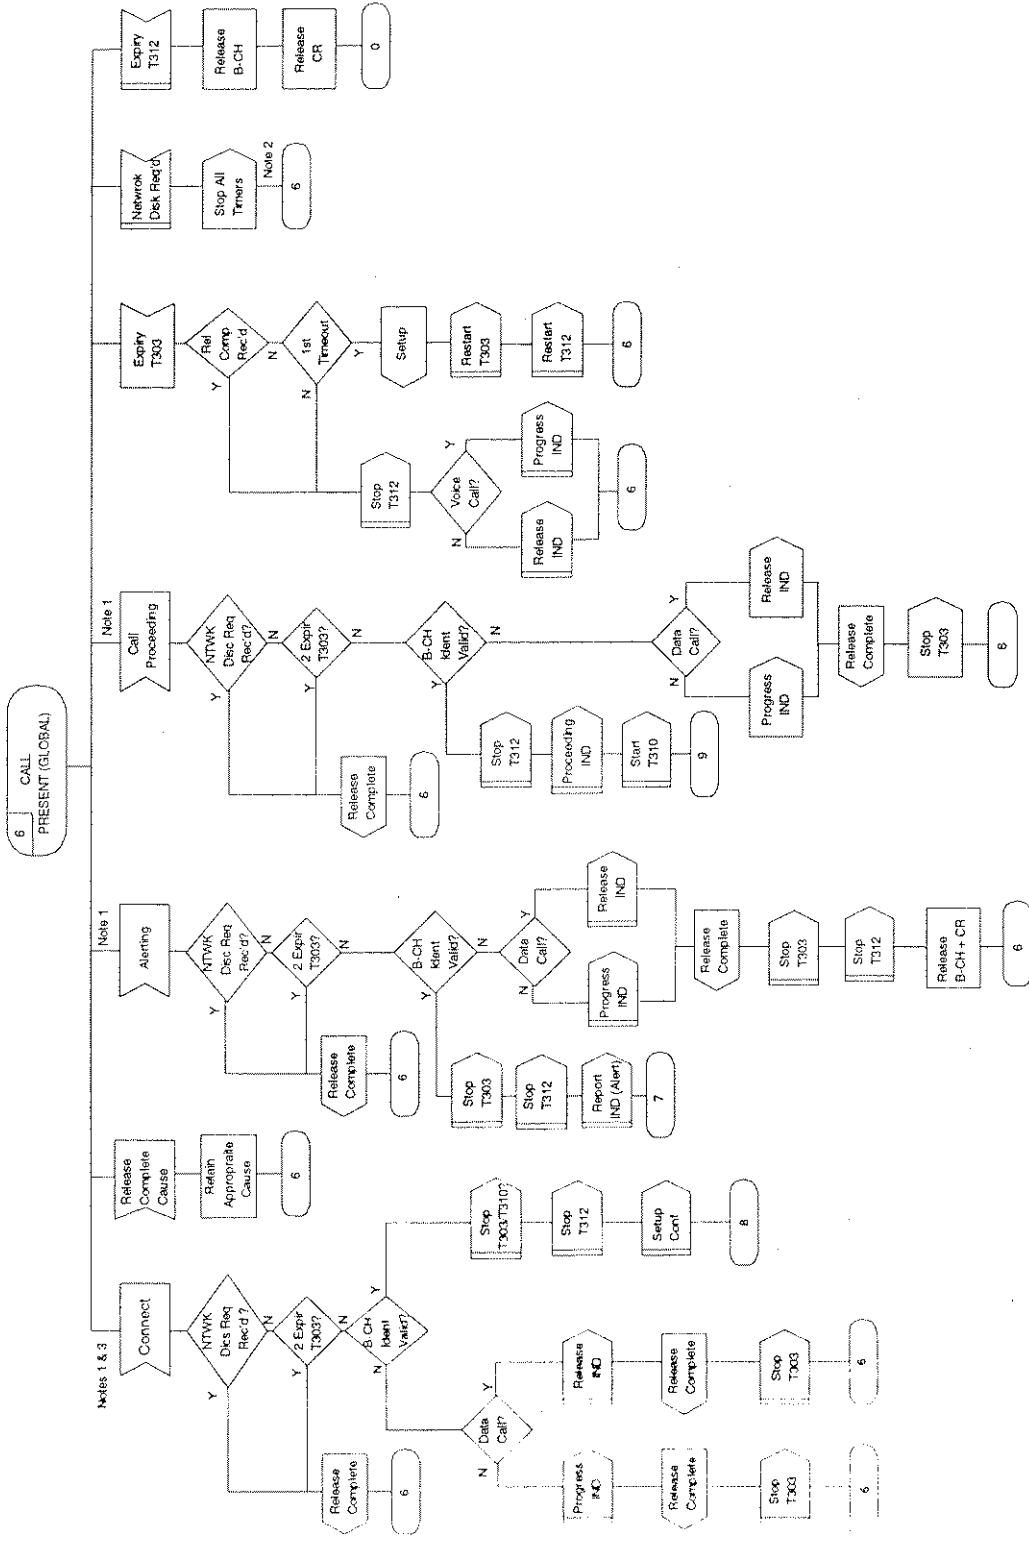 6
CALL
PRESENT (GLOBAL)
Notes 1 & 3
Connect
NTWK
Dics Req
Rec'd ?
Y
N
2 Expir
T303?
Y
N
Release
Complete
6
B-CH
Ident
Valid?
Y
N
Stop
T303/T310?
Stop
T312
Setup
Conf
8
Data
Call?
N
Y
Progress
IND
Release
Complete
Stop
T303
6
Release
IND
Release
Complete
Stop
T303
6
Release
Complete
Cause
Retain
Appropraite
Cause
6
Note 1
Alerting
NTWK
Disc Req
Rec'd?
Y
N
2 Expir
T303?
Y
N
Release
Complete
6
B-CH
Ident
Valid?
Y
N
Stop
T303
Stop
T312
Report
IND (Alert)
7
Data
Call?
N
Y
Progress
IND
Release
IND
Release
Complete
Stop
T303
Stop
T312
Release
B-CH + CR
6
Note 1
Call
Proceeding
NTWK
Disc Req
Rec'd?
Y
N
2 Expir
T303?
Y
N
Release
Complete
6
B-CH
Ident
Valid?
Y
N
Stop
T312
Proceeding
IND
Start
T310
9
Data
Call?
N
Y
Progress
IND
Release
IND
Release
Complete
Stop
T303
6
Expiry
T303
Rel
Comp
Rec'd
Y
N
1st
Timeout
N
Y
Setup
Restart
T303
Restart
T312
6
Stop
T312
Voice
Call?
N
Y
Release
IND
Progress
IND
6
Netwrok
Disk Req'd
Stop All
Timers
Note 2
6
Expiry
T312
Release
B-CH
Release
CR
0